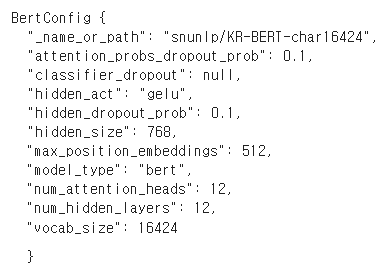 BertConfig {
"_name_or_path": "snunlp/KR-BERT-char16424",
"attention_probs_dropout_prob": 0.1,
"classifier_dropout": null,
"hidden_act": "gelu",
"hidden_dropout_prob": 0.1,
"hidden_size": 768,
"max_position_embeddings": 512,
"model_type": "bert",
"num_attention_heads": 12,
"num_hidden_layers": 12,
"vocab_size": 16424
}